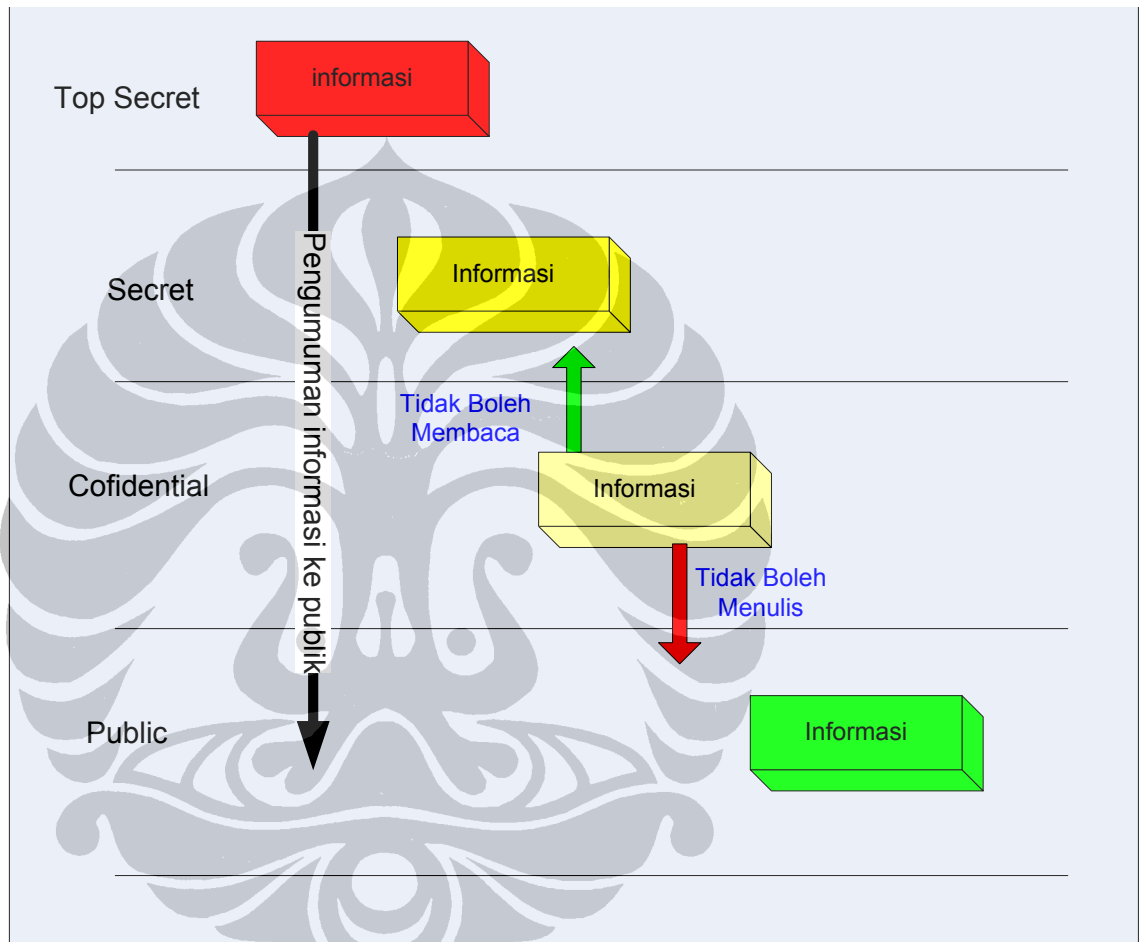 informasi
Top Secret
Pengumuman informasi ke publik
Informasi
Secret
Tidak Boleh
Membaca
Cofidential
Informasi
Tidak Boleh
Menulis
Public
Informasi